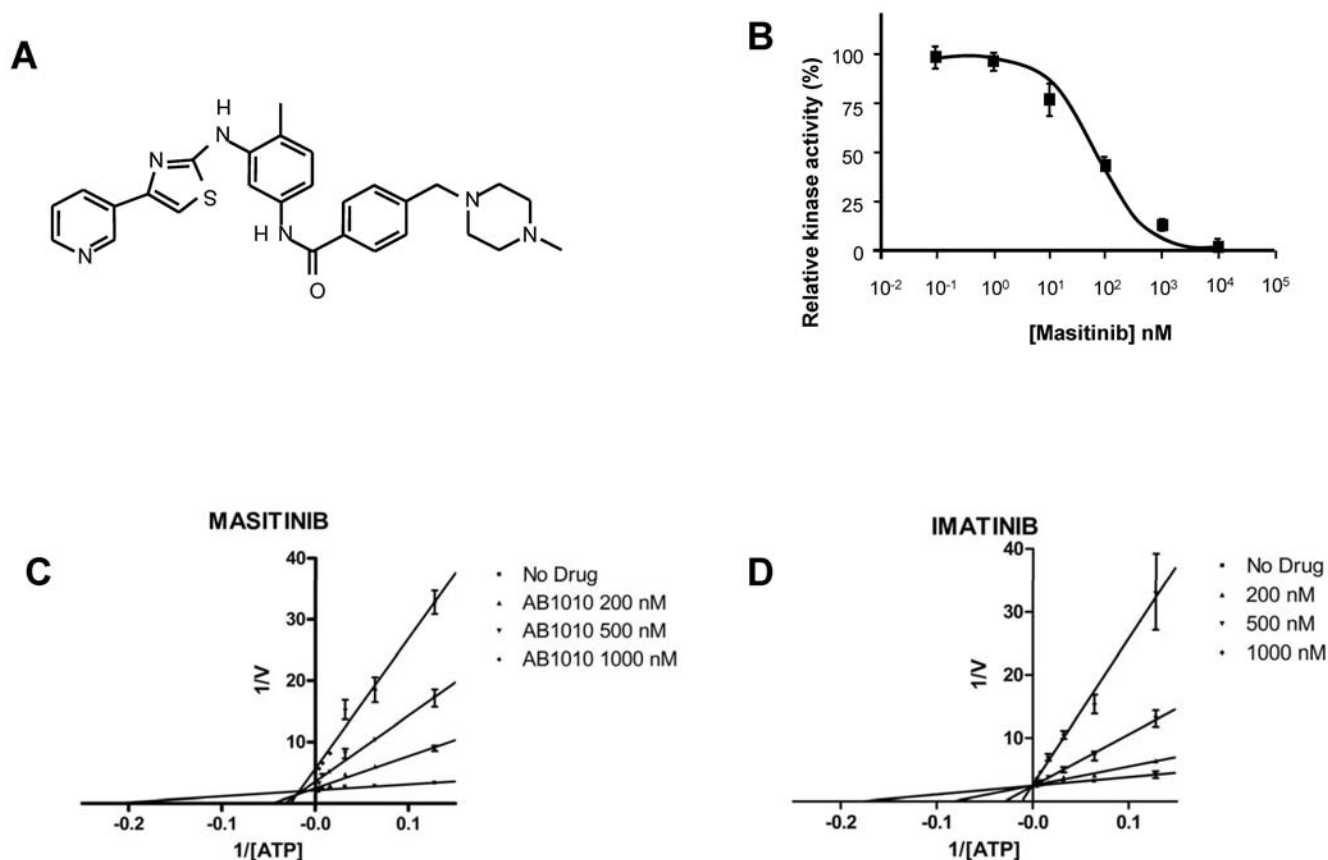 A
H
N
N
S
N
H
N
O
N
N
B
Relative kinase activity (%)
100
75
50
25
0
10-2 10-1 100 101 102 103 104 105
[Masitinib] nM
C
MASITINIB
1/V
40
30
20
10
-0.2 -0.1 -0.0 0.1
1/[ATP]
No Drug
AB1010 200 nM
AB1010 500 nM
AB1010 1000 nM
D
IMATINIB
1/V
40
30
20
10
-0.2 -0.1 -0.0 0.1
1/[ATP]
No Drug
200 nM
500 nM
1000 nM